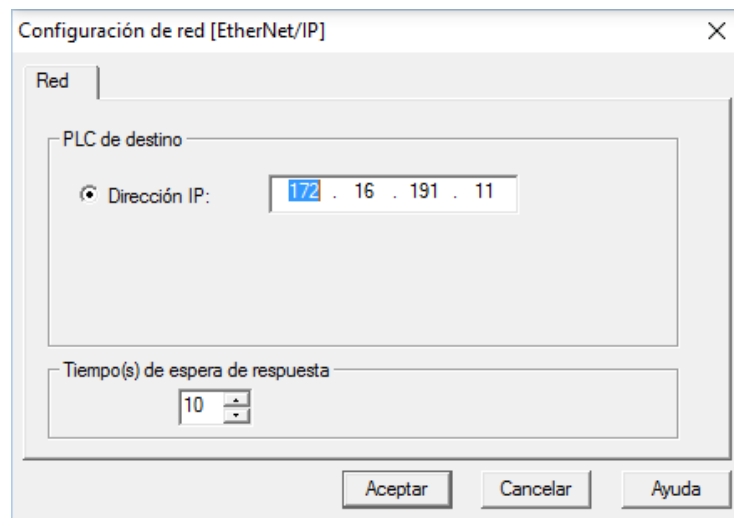 Configuración de red [EtherNet/IP]
Red
PLC de destino
Dirección IP: 172 . 16 . 191 . 11
Tiempo(s) de espera de respuesta
10
Aceptar Cancelar Ayuda